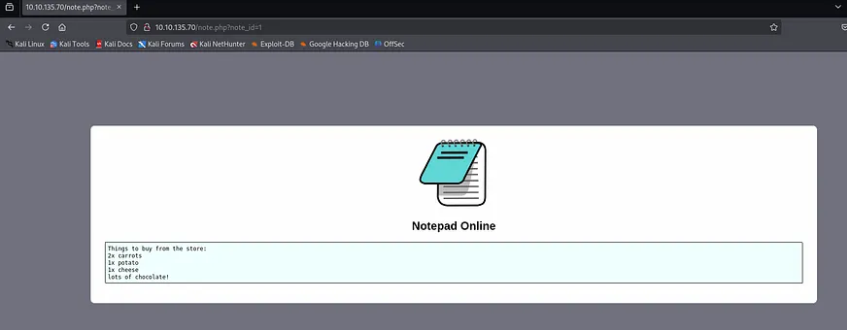 10.10.135.70/note.php?note_
10.10.135.70/note.php?note_id=1
Kali Linux Kali Tools Kali Docs Kali Forums Kali NetHunter Exploit-DB Google Hacking DB OffSec
Notepad Online
Things to buy from the store:
2x carrots
1x potato
1x cheese
lots of chocolate!